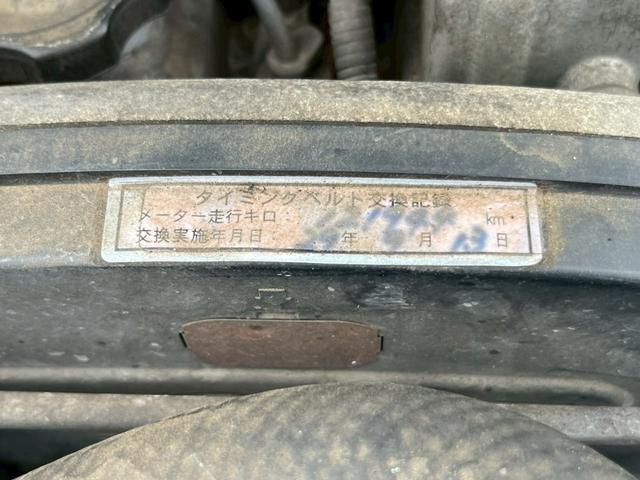 タイミングベルト交換記録
メーター走行キロ km
交換実施年月日 年 月 13 日